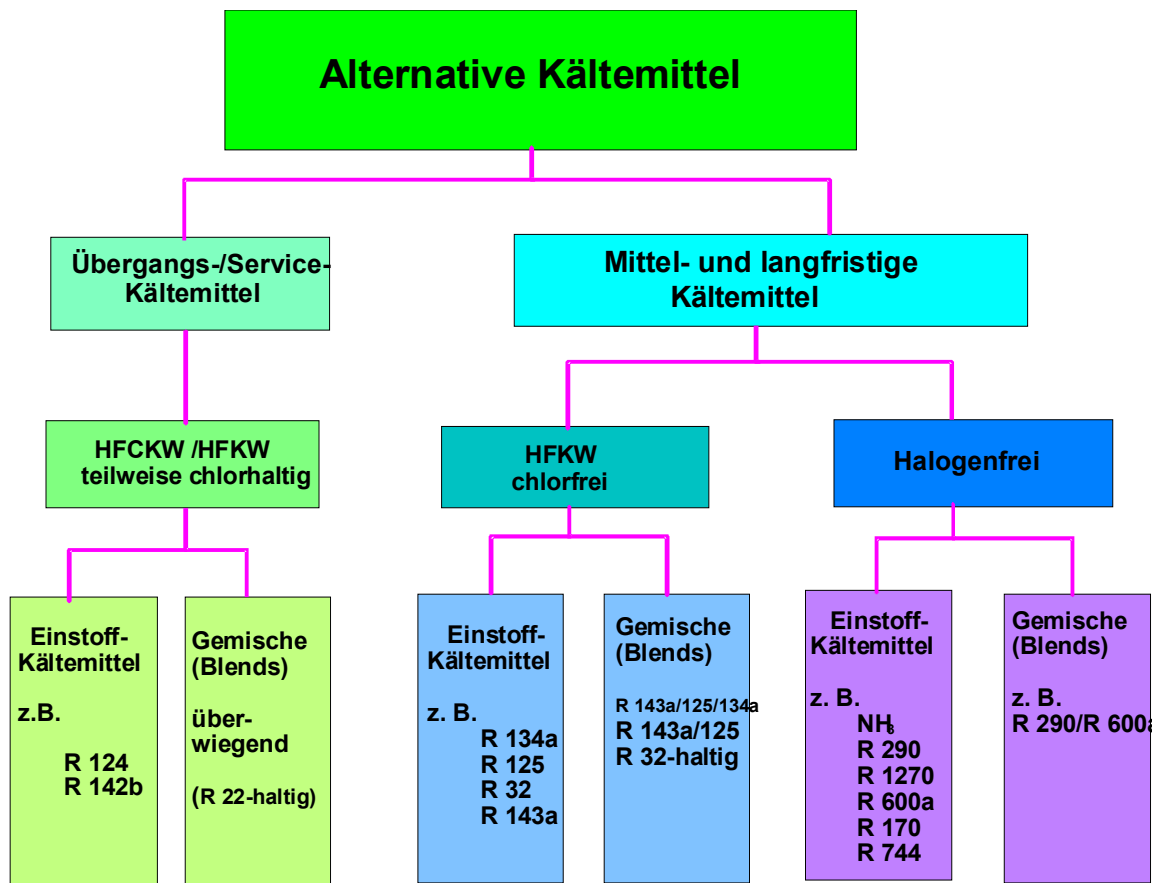 Alternative Kältemittel
Übergangs-/Service-
Kältemittel
Mittel- und langfristige
Kältemittel
HFCKW /HFKW
teilweise chlorhaltig
HFKW
chlorfrei
Halogenfrei
Einstoff-
Kältemittel
z.B.
R 124
R 142b
Gemische
(Blends)
über-
wiegend
(R 22-haltig)
Einstoff-
Kältemittel
z. B.
R 134a
R 125
R 32
R 143a
Gemische
(Blends)
R 143a/125/134a
R 143a/125
R 32-haltig
Einstoff-
Kältemittel
z. B.
NH₃
R 290
R 1270
R 600a
R 170
R 744
Gemische
(Blends)
z. B.
R 290/R 600a